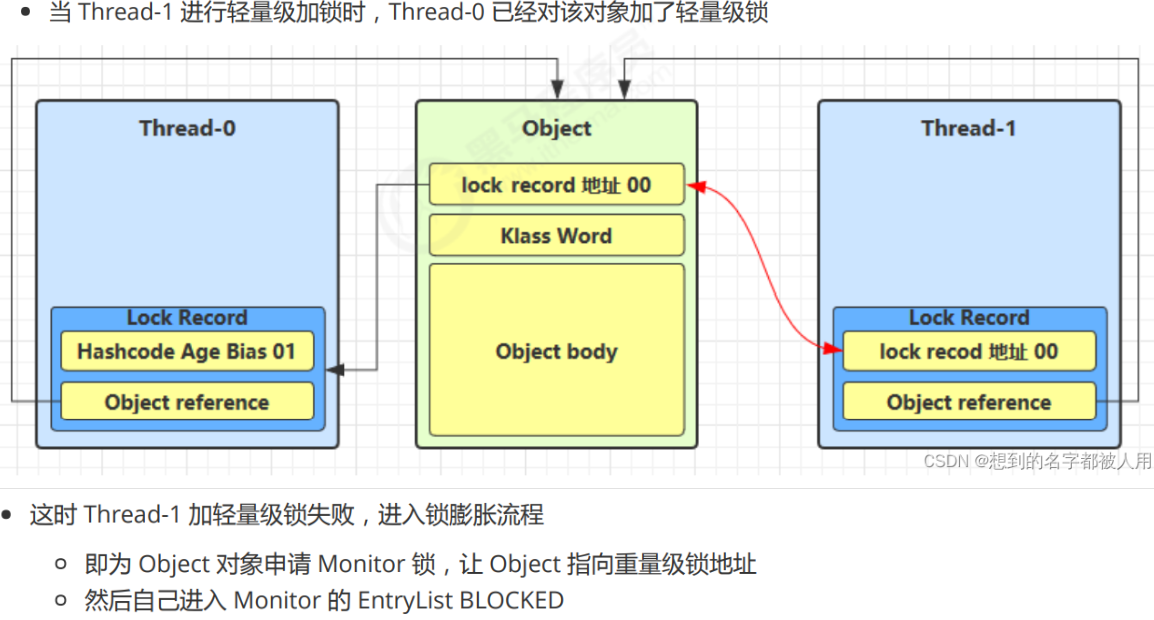 当 Thread-1 进行轻量级加锁时，Thread-0 已经对该对象加了轻量级锁
Thread-0
Object
Thread-1
lock record 地址 00
Klass Word
Lock Record
Lock Record
Hashcode Age Bias 01
Object body
lock recod 地址 00
Object reference
Object reference
黑马程序员
CSDN @想到的名字都被人用
这时 Thread-1 加轻量级锁失败，进入锁膨胀流程
即为 Object 对象申请 Monitor 锁，让 Object 指向重量级锁地址
然后自己进入 Monitor 的 EntryList BLOCKED